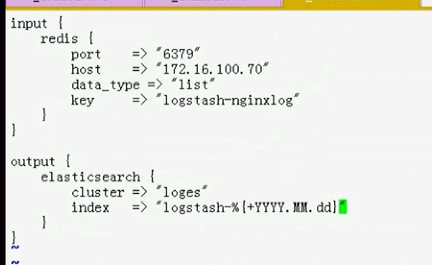 input {
    redis {
        port    => "6379"
        host    => "172.16.100.70"
        data_type => "list"
        key     => "logstash-nginxlog"
    }
}

output {
    elasticsearch {
        cluster => "loges"
        index   => "logstash-%{+YYYY.MM.dd}"
    }
}
~
~